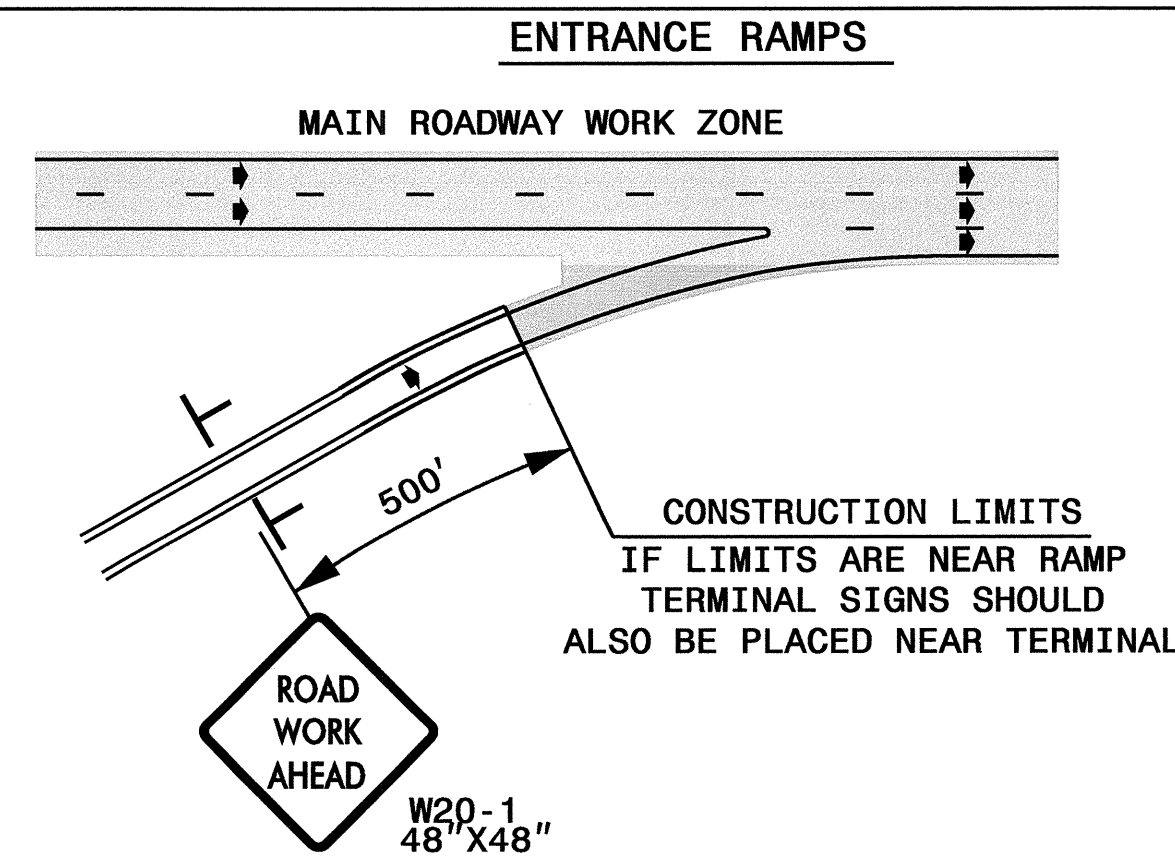 ENTRANCE RAMPS
MAIN ROADWAY WORK ZONE
500'
CONSTRUCTION LIMITS
IF LIMITS ARE NEAR RAMP
TERMINAL SIGNS SHOULD
ALSO BE PLACED NEAR TERMINAL
ROAD
WORK
AHEAD
W20-1
48"X48"